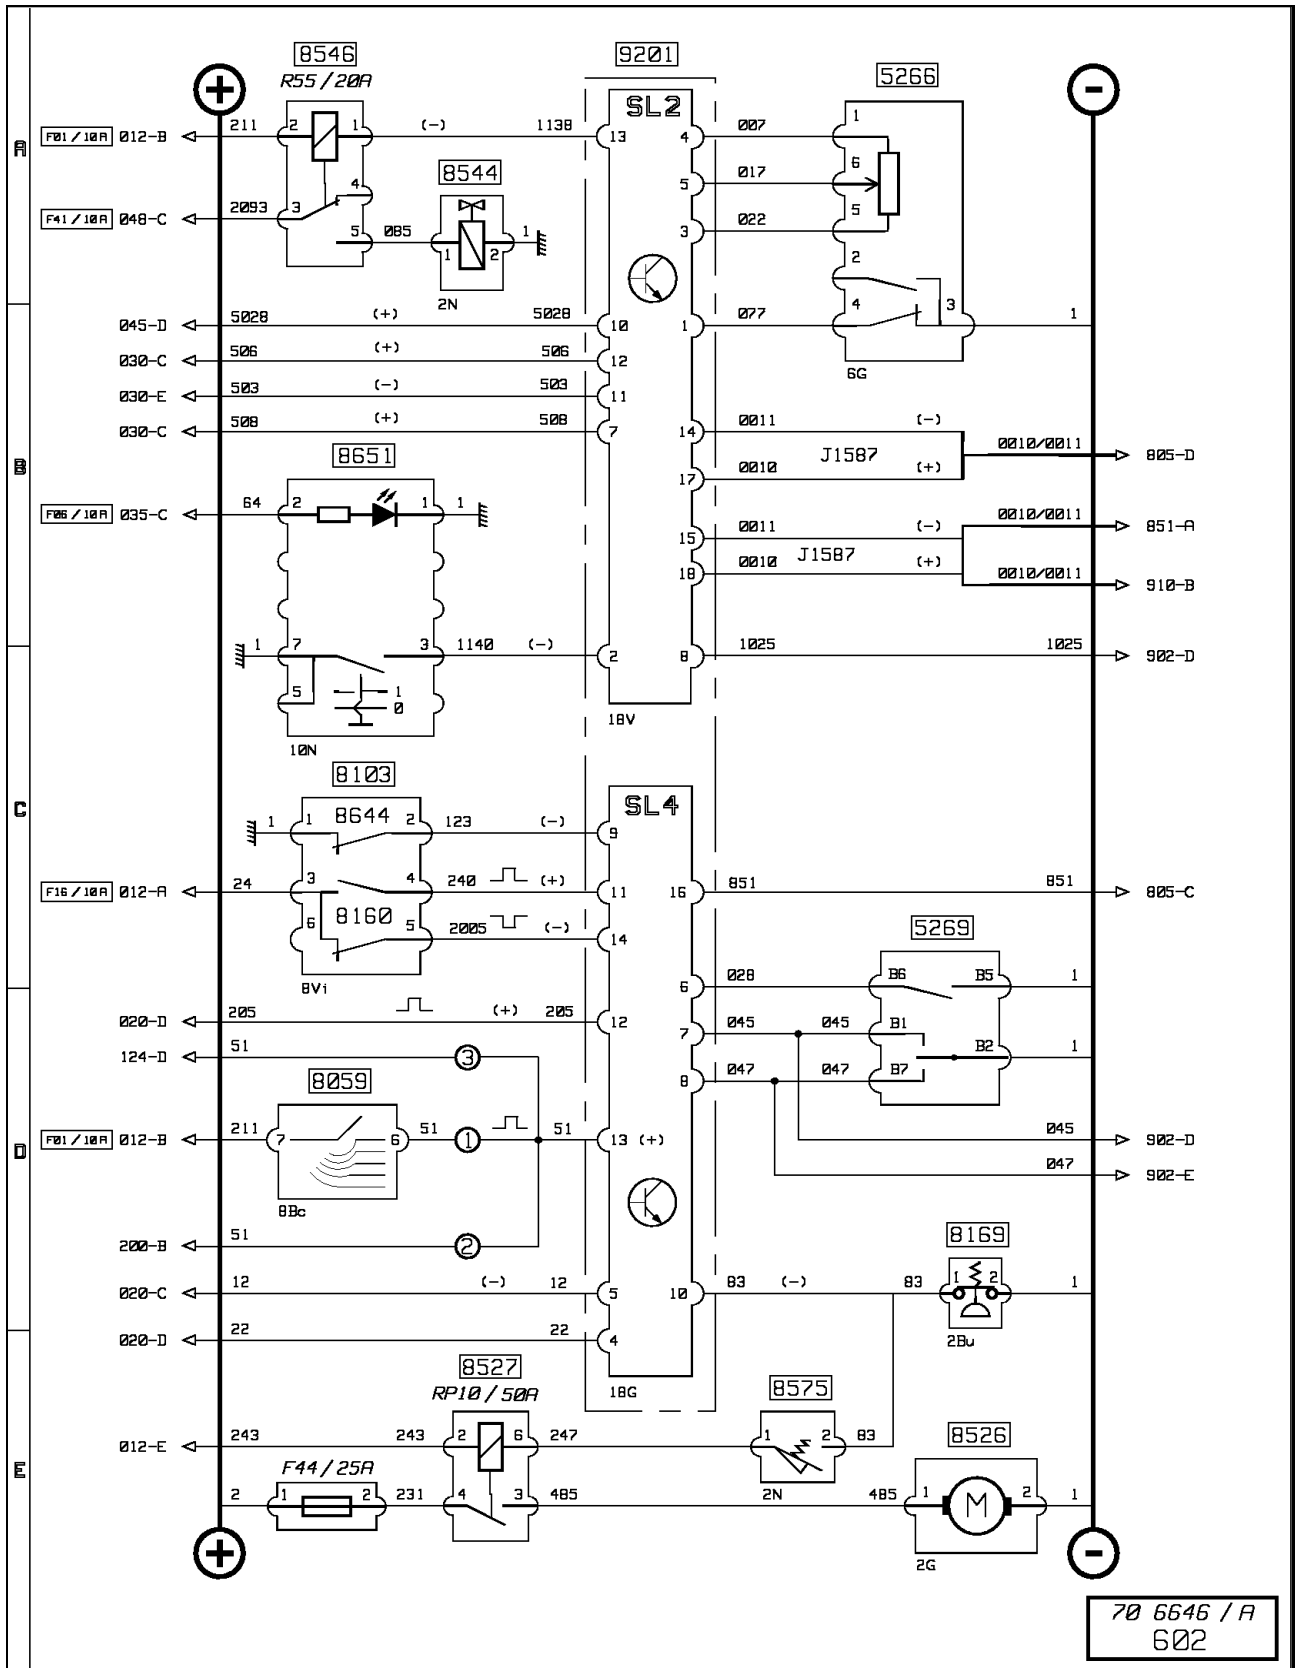 8546 9201 5266
R55/20A
SL2
A
F01/10A 012-B 211 2 1 (-) 1138 13 4 007 1
8544
5 017 6
F41/10A 048-C 2093 3 4
3 022 5
5 085 1 2 1
2
2N
045-D 5028 (+) 5028 10 1 077 4 3 1
030-C 506 (+) 506 12
6G
030-E 503 (-) 503 11
030-C 508 (+) 508 7 14 0011 (-)
0010/0011 805-D
B
8651 J1587
17 0010 (+)
F06/10A 035-C 64 2 1 1
0010/0011 851-A
15 0011 (-)
J1587
18 0010 (+)
0010/0011 910-B
1 7 3 1140 (-) 2 8 1025 1025 902-D
5 1
0
18V
10N
8103
C
SL4
1 1 8644 2 123 (-) 9
F16/10A 012-A 24 3 4 240 (+) 11 16 851 851 805-C
6 8160 5 2005 (-) 14
5269
8Vi
6 028 B6 B5 1
020-D 205 (+) 205 12
7 045 045 B1
124-D 51 3
B2 1
8059
8 047 047 B7
D
F01/10A 012-B 211 7 6 51 1 51 13 (+)
045 902-D
047 902-E
8Bc
200-B 51 2
8169
020-C 12 (-) 12 5 10 83 (-) 83 1 2 1
020-D 22 22 4
2Bu
8527
RP10/50A
18G
8575
E
012-E 243 243 2 6 247 1 2 83
8526
F44/25A
2N
2 1 2 231 4 3 485 485 1 M 2 1
2G
70 6646 / A
602